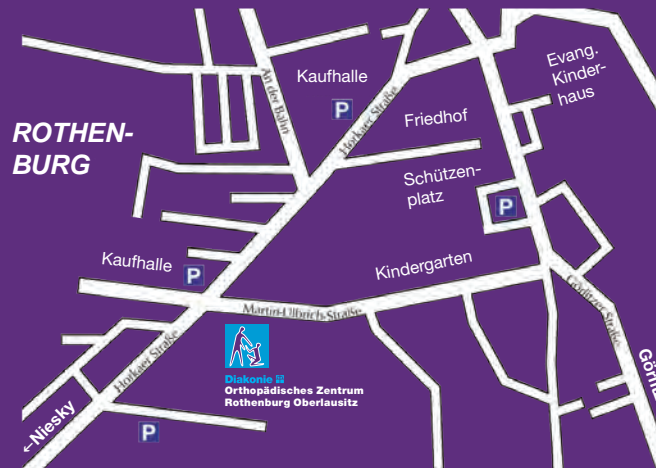 Evang.
Kinder-
haus
Kaufhalle
An der Bahn
P
Horkaer Straße
Friedhof
ROTHEN-
BURG
Schützen-
platz
P
Kaufhalle
P
Kindergarten
Martin-Ulbrich-Straße
Görlitzer Straße
Horkaer Straße
Diakonie
Orthopädisches Zentrum
Rothenburg Oberlausitz
←Niesky
P